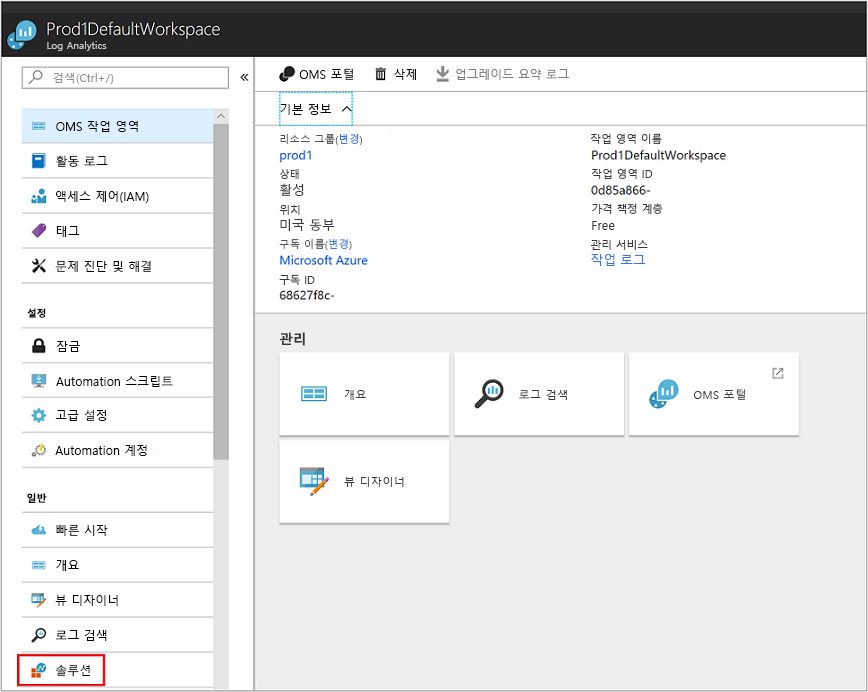 Prod1DefaultWorkspace
Log Analytics
검색(Ctrl+/)
OMS 작업 영역
활동 로그
액세스 제어(IAM)
태그
문제 진단 및 해결
설정
잠금
Automation 스크립트
고급 설정
Automation 계정
일반
빠른 시작
개요
뷰 디자이너
로그 검색
솔루션
OMS 포털
삭제
업그레이드 요약 로그
기본 정보
리소스 그룹(변경)
prod1
상태
활성
위치
미국 동부
구독 이름(변경)
Microsoft Azure
구독 ID
68627f8c-
작업 영역 이름
Prod1DefaultWorkspace
작업 영역 ID
0d85a866-
가격 책정 계층
Free
관리 서비스
작업 로그
관리
개요
로그 검색
OMS 포털
뷰 디자이너